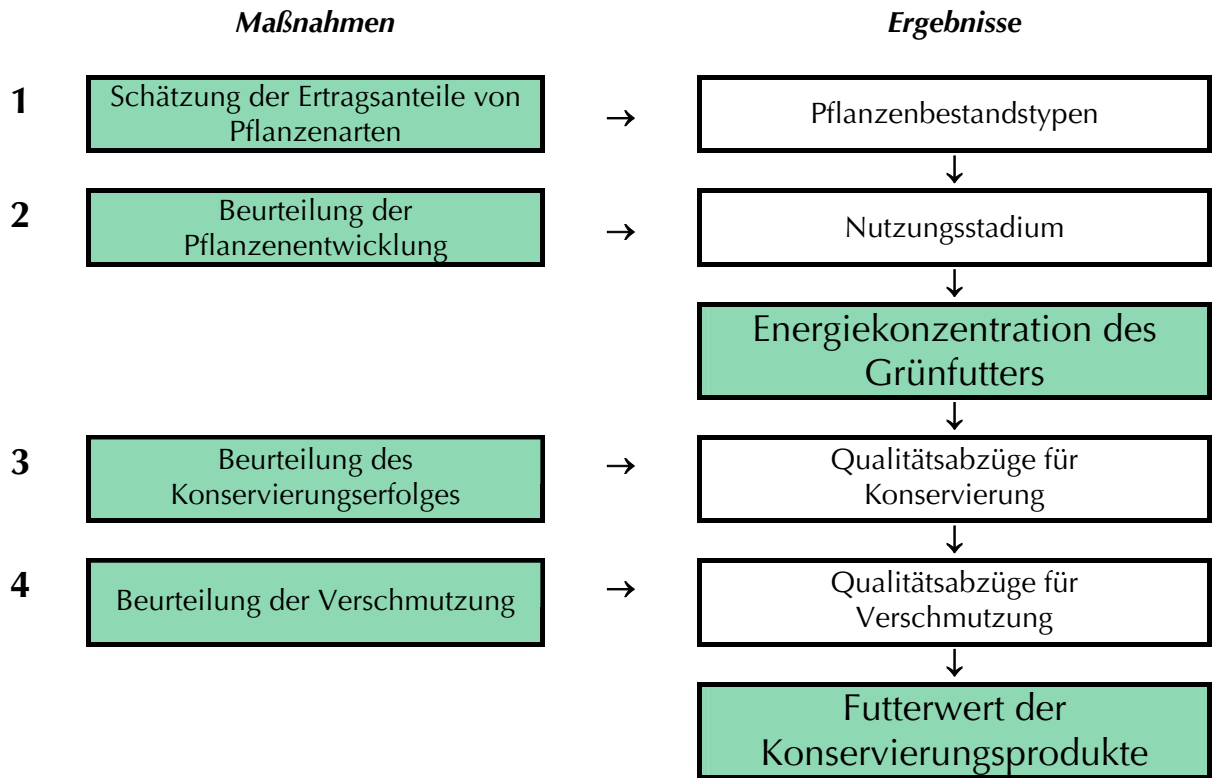 Maßnahmen
Ergebnisse
1
Schätzung der Ertragsanteile von
Pflanzenarten
→
Pflanzenbestandstypen
↓
2
Beurteilung der
Pflanzenentwicklung
→
Nutzungsstadium
↓
Energiekonzentration des
Grünfutters
↓
3
Beurteilung des
Konservierungserfolges
→
Qualitätsabzüge für
Konservierung
↓
4
Beurteilung der Verschmutzung
→
Qualitätsabzüge für
Verschmutzung
↓
Futterwert der
Konservierungsprodukte